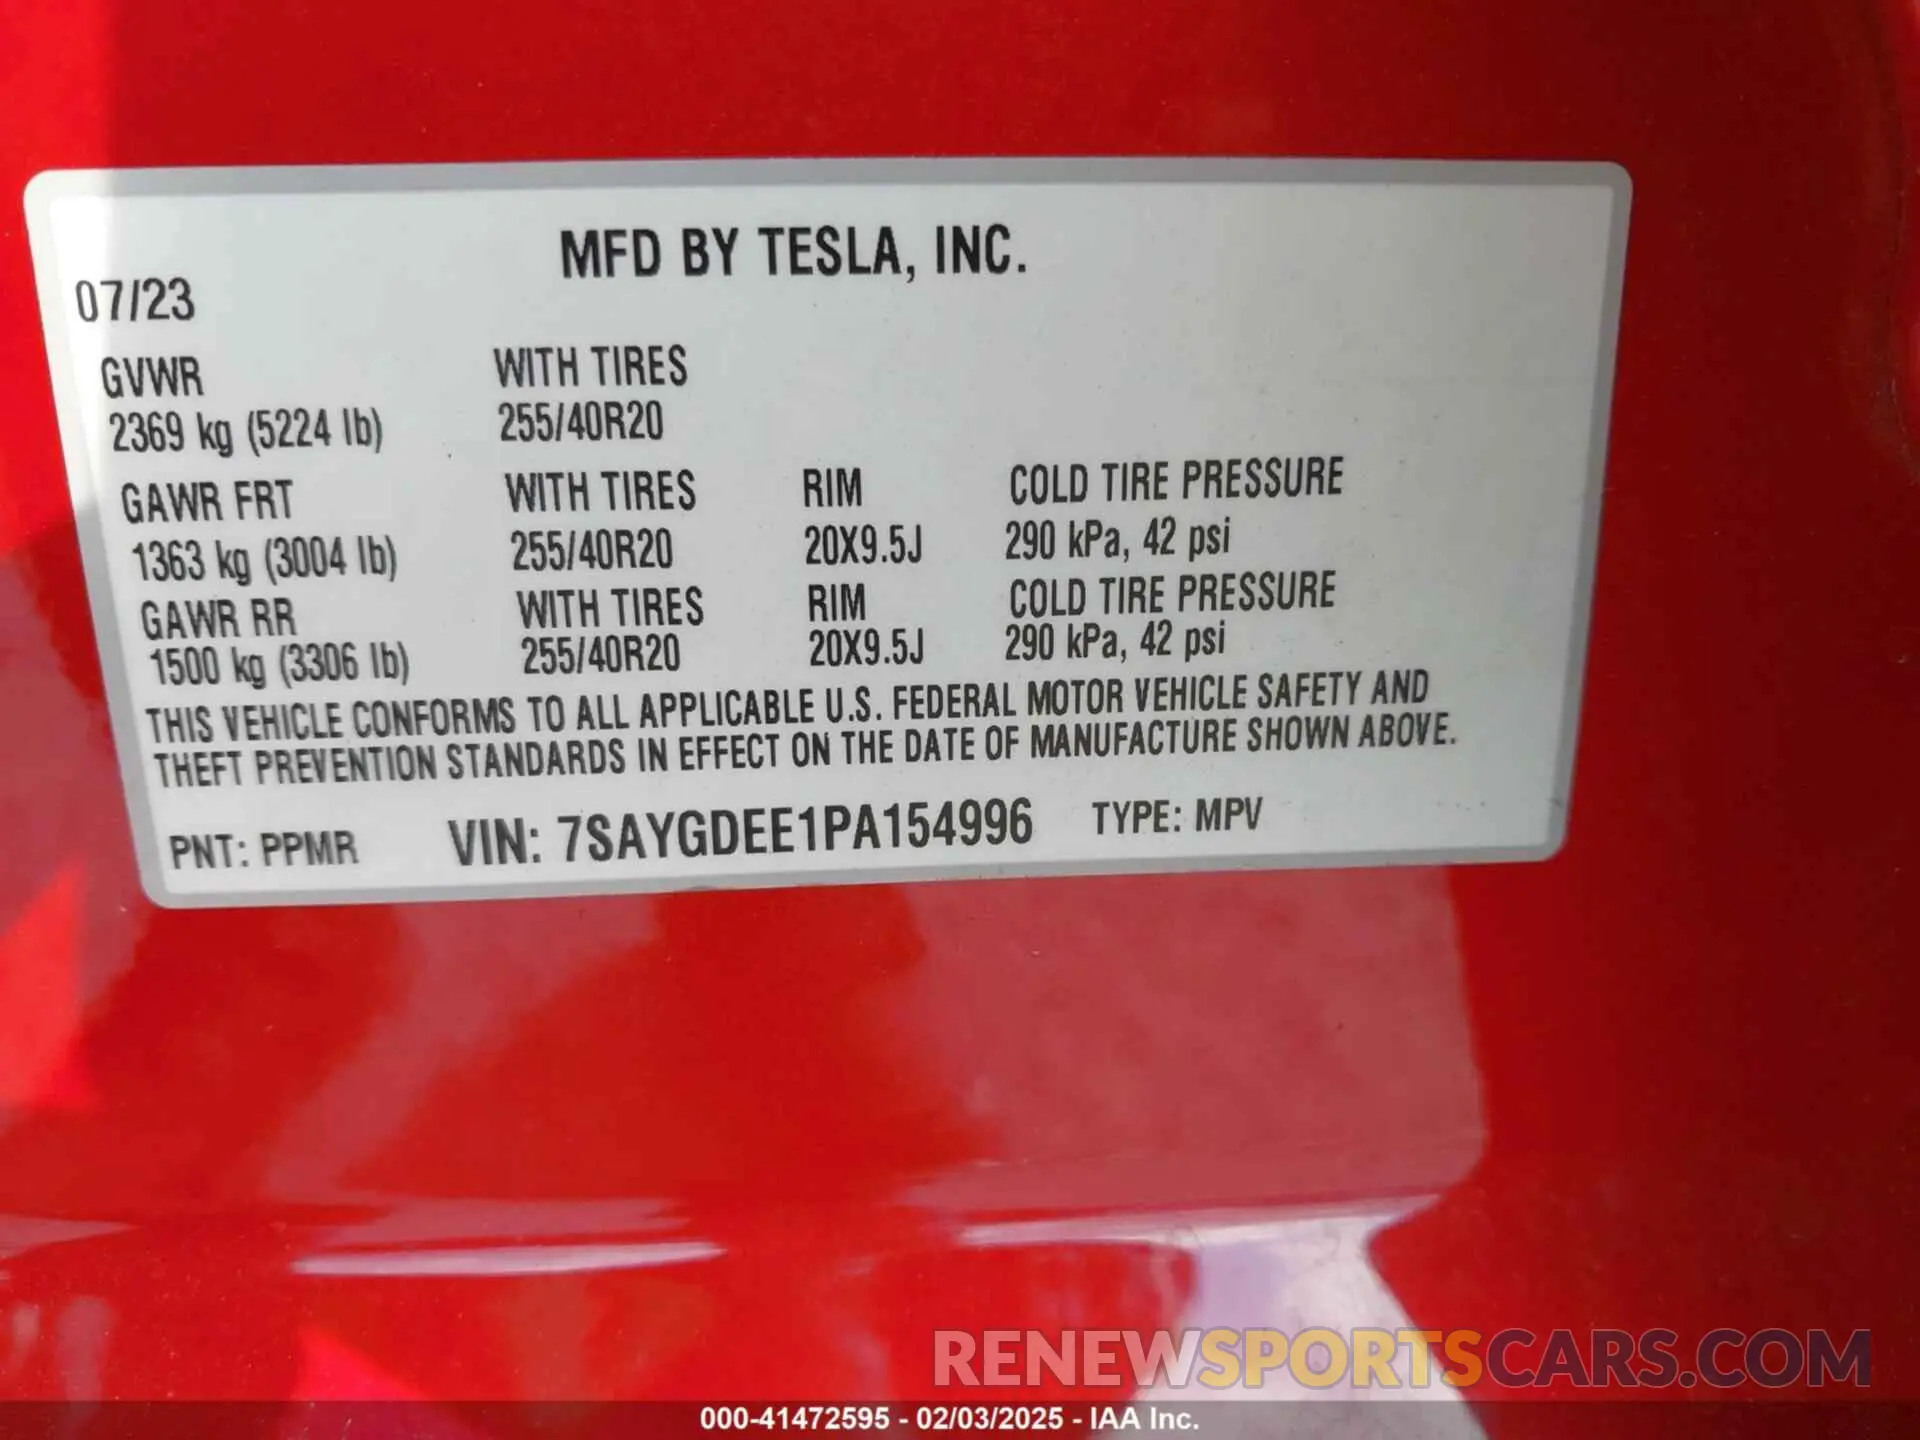 MFD BY TESLA, INC.
07/23
GVWR WITH TIRES
2369 kg (5224 lb) 255/40R20
GAWR FRT WITH TIRES RIM COLD TIRE PRESSURE
1363 kg (3004 lb) 255/40R20 20X9.5J 290 kPa, 42 psi
GAWR RR WITH TIRES RIM COLD TIRE PRESSURE
1500 kg (3306 lb) 255/40R20 20X9.5J 290 kPa, 42 psi
THIS VEHICLE CONFORMS TO ALL APPLICABLE U.S. FEDERAL MOTOR VEHICLE SAFETY AND
THEFT PREVENTION STANDARDS IN EFFECT ON THE DATE OF MANUFACTURE SHOWN ABOVE.
PNT: PPMR VIN: 7SAYGDEE1PA154996 TYPE: MPV
RENEWSPORTSCARS.COM
000-41472595 - 02/03/2025 - IAA Inc.